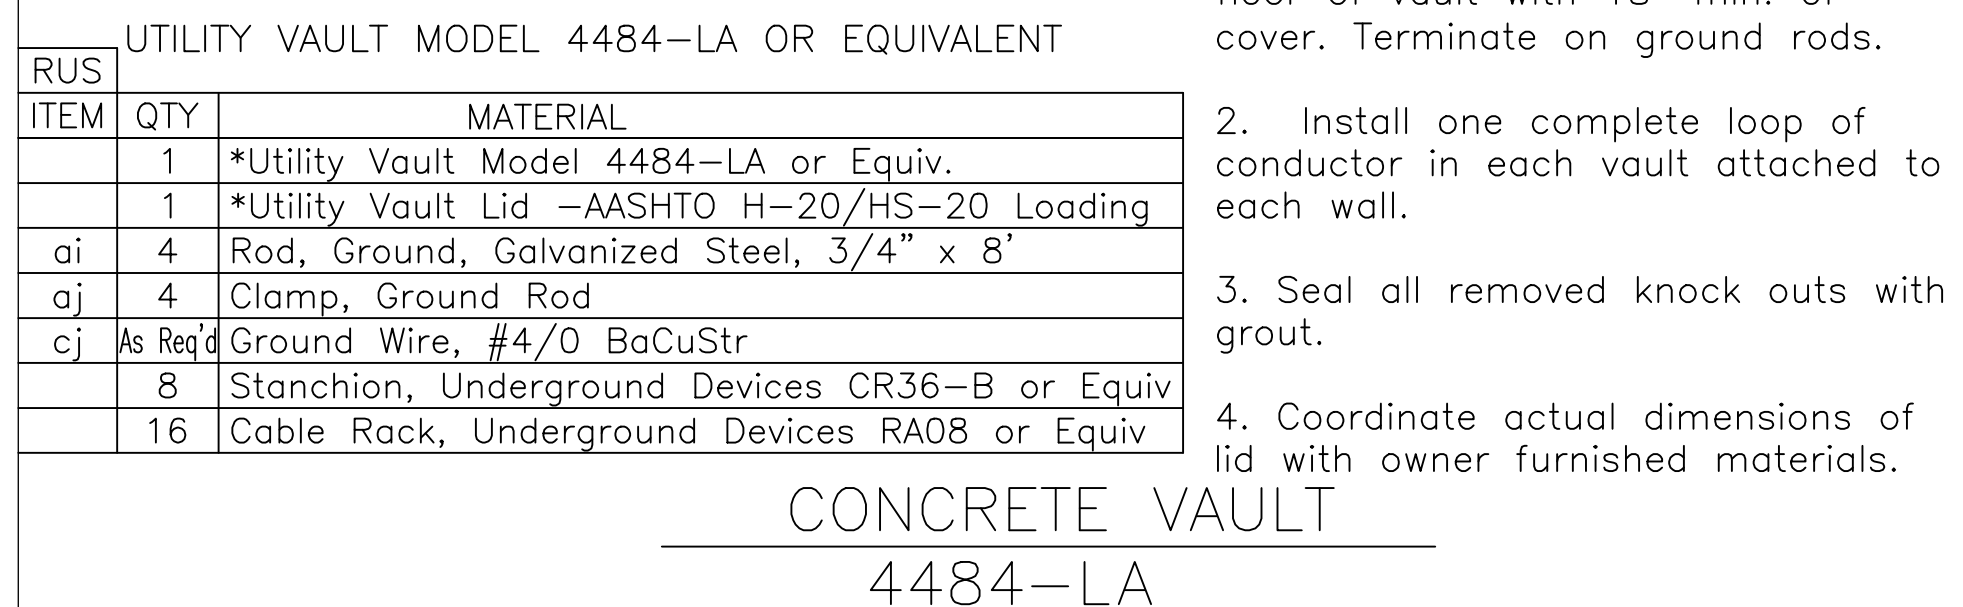 UTILITY VAULT MODEL 4484-LA OR EQUIVALENT
RUS
ITEM QTY MATERIAL
1 *Utility Vault Model 4484-LA or Equiv.
1 *Utility Vault Lid -AASHTO H-20/HS-20 Loading
ai 4 Rod, Ground, Galvanized Steel, 3/4" x 8'
aj 4 Clamp, Ground Rod
cj As Req'd Ground Wire, #4/0 BaCuStr
8 Stanchion, Underground Devices CR36-B or Equiv
16 Cable Rack, Underground Devices RA08 or Equiv
cover. Terminate on ground rods.
2. Install one complete loop of
conductor in each vault attached to
each wall.
3. Seal all removed knock outs with
grout.
4. Coordinate actual dimensions of
lid with owner furnished materials.
CONCRETE VAULT
4484-LA